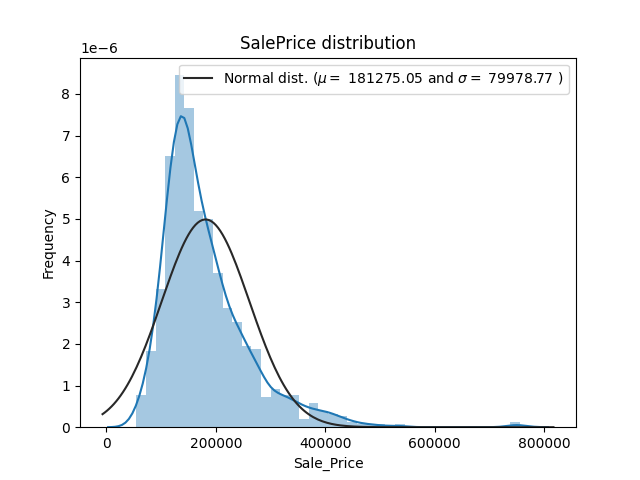 SalePrice distribution
1e−6
Normal dist. (μ= 181275.05 and σ= 79978.77 )
8
7
6
5
4
3
2
1
0
Frequency
0 200000 400000 600000 800000
Sale_Price